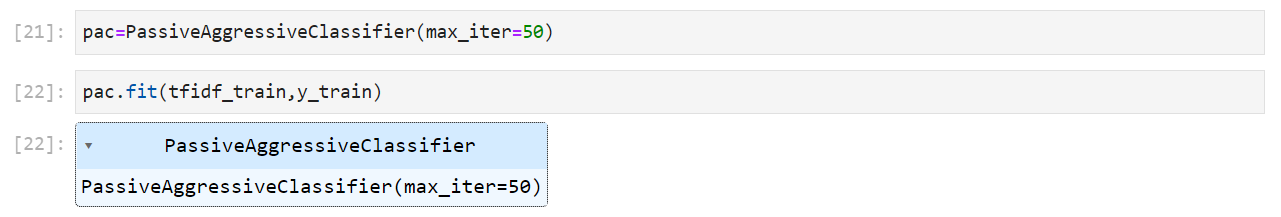 [21]: pac=PassiveAggressiveClassifier(max_iter=50)
[22]: pac.fit(tfidf_train,y_train)
[22]: ▾ PassiveAggressiveClassifier
PassiveAggressiveClassifier(max_iter=50)